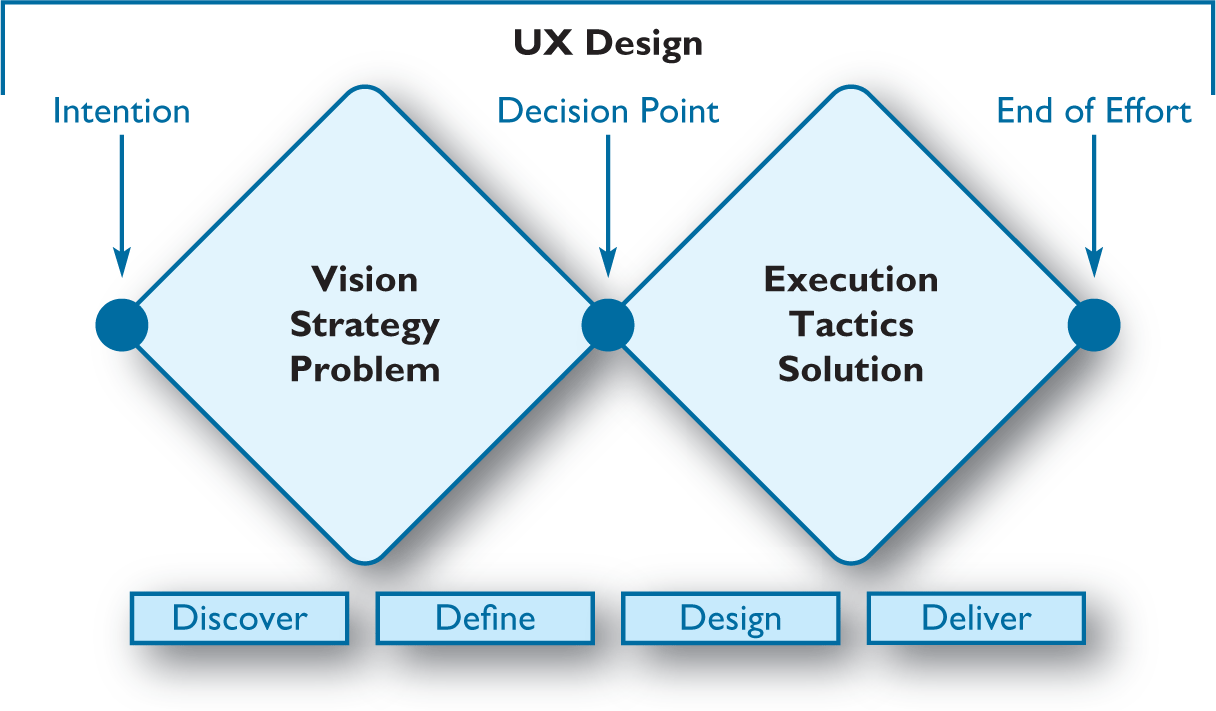 UX Design
Intention
Decision Point
End of Effort
Vision
Strategy
Problem
Execution
Tactics
Solution
Discover
Define
Design
Deliver